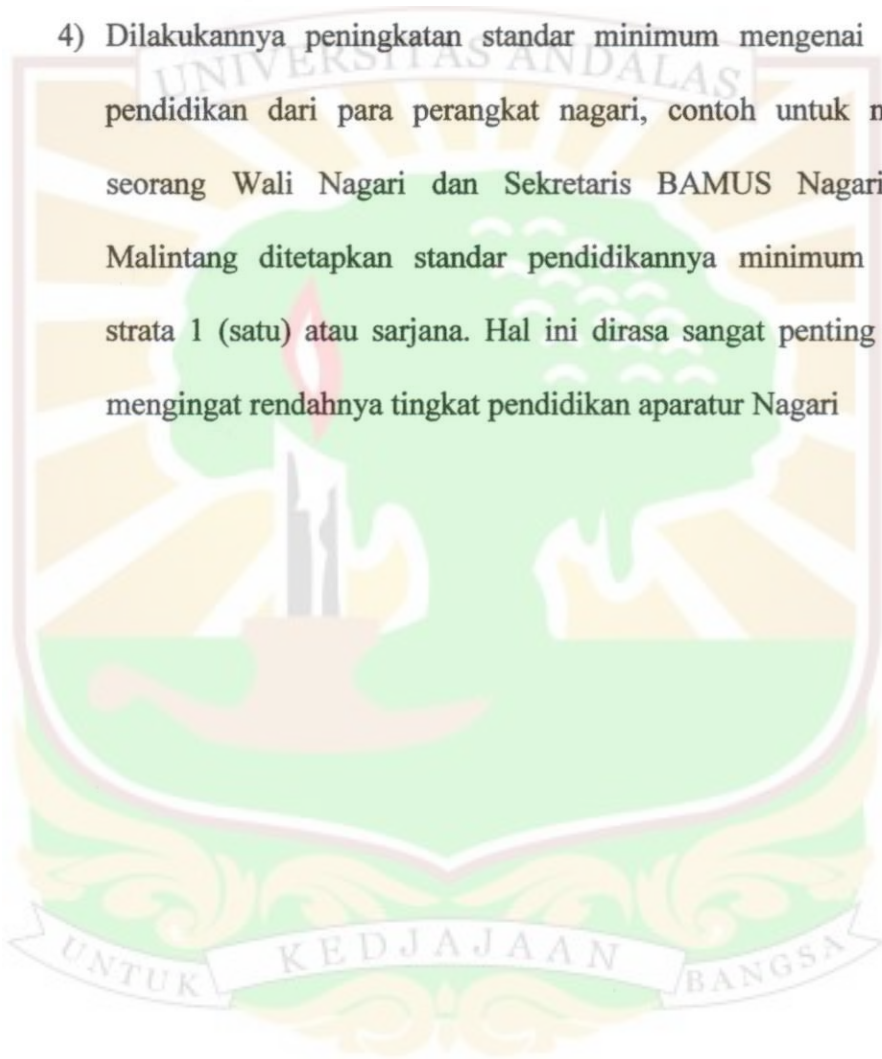 4) Dilakukannya peningkatan standar minimum mengenai
UNIVERSITAS ANDALAS
pendidikan dari para perangkat nagari, contoh untuk
seorang Wali Nagari dan Sekretaris BAMUS Nagari
Malintang ditetapkan standar pendidikannya minimum
strata 1 (satu) atau sarjana. Hal ini dirasa sangat penting
mengingat rendahnya tingkat pendidikan aparatur Nagari
UNTUK KEDJAJAAN BANGSA